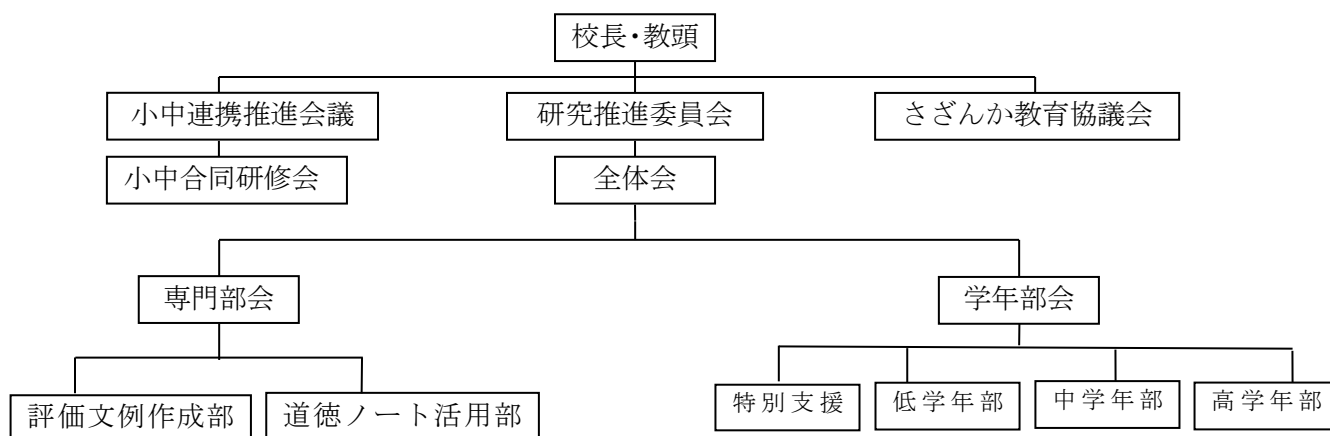 校長・教頭
小中連携推進会議
研究推進委員会
さざんか教育協議会
小中合同研修会
全体会
専門部会
学年部会
評価文例作成部
道徳ノート活用部
特別支援
低学年部
中学年部
高学年部